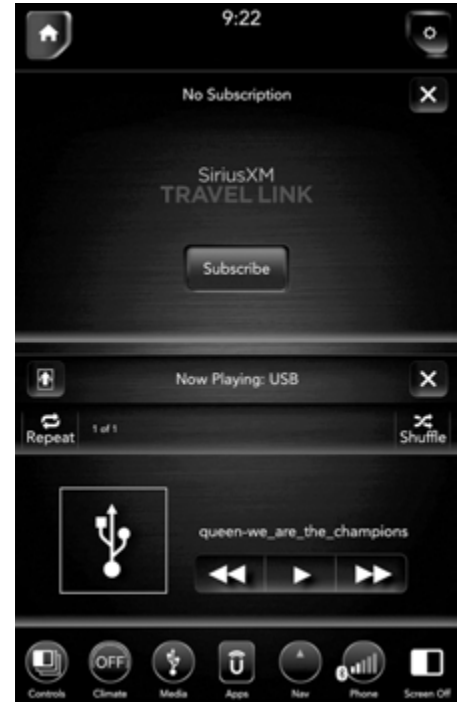 9:22
No Subscription
SiriusXM
TRAVEL LINK
Subscribe
Now Playing: USB
Repeat
1 of 1
Shuffle
queen-we_are_the_champions
OFF
Controls
Climate
Media
Apps
Nav
Phone
Screen Off